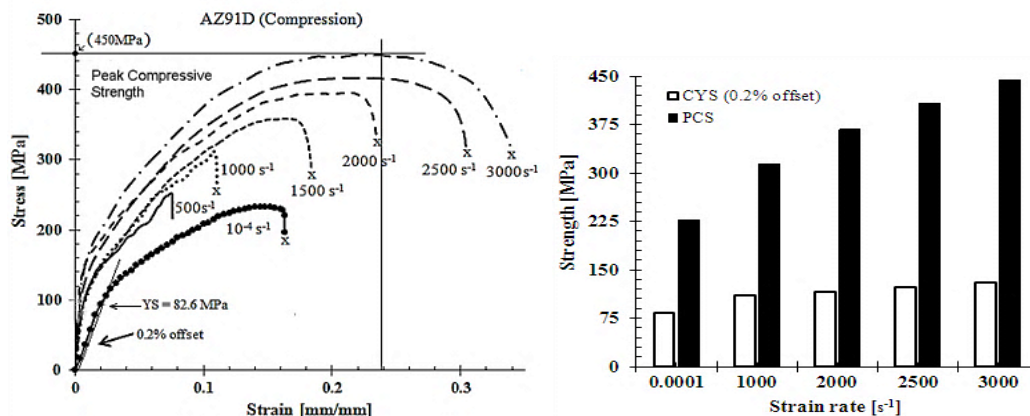 AZ91D (Compression)
500
(450MPa)
400
Peak Compressive
Strength
300
200
100
0
Stress [MPa]
1000 s-1
500s-1
1500 s-1
2000 s-1
2500 s-1
3000 s-1
10-4 s-1
YS = 82.6 MPa
0.2% offset
0
0.1
0.2
0.3
Strain [mm/mm]
x
x
x
x
x
x
450
375
300
225
150
75
0
Strength [MPa]
CYS (0.2% offset)
PCS
0.0001
1000
2000
2500
3000
Strain rate [s-1]